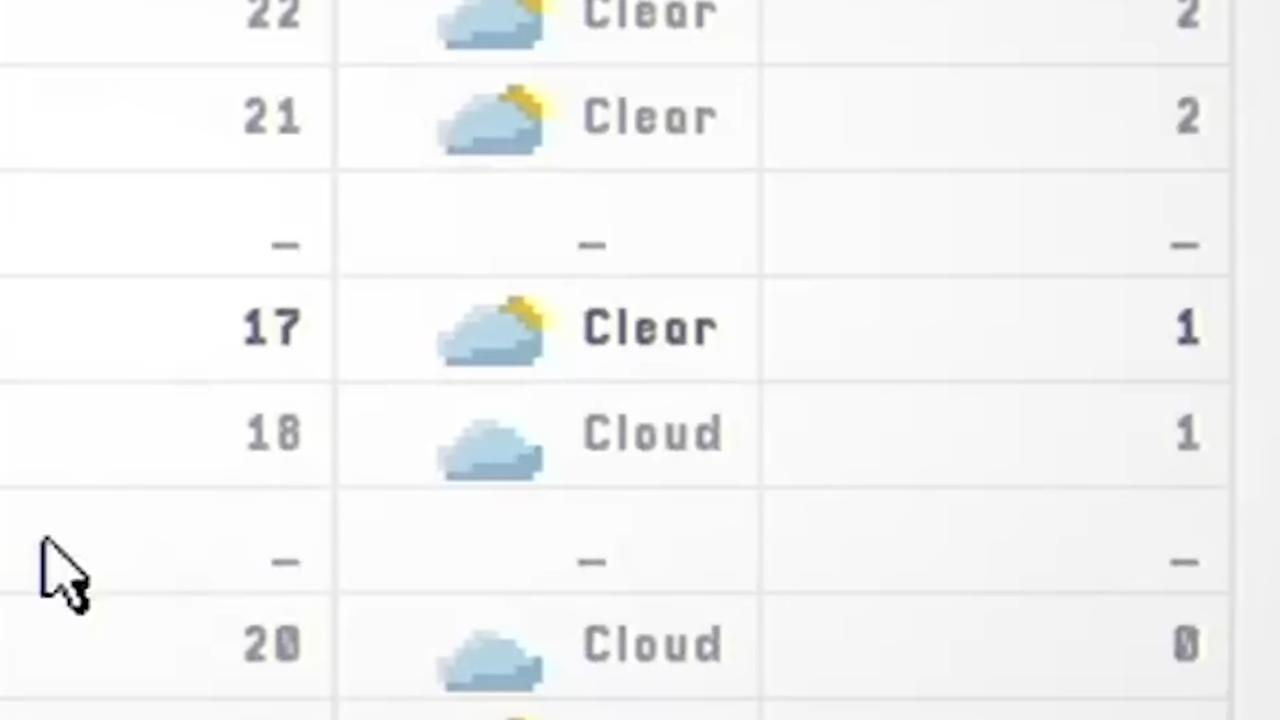 22 Clear 2
21 Clear 2
– – –
17 Clear 1
18 Cloud 1
– – –
20 Cloud 0